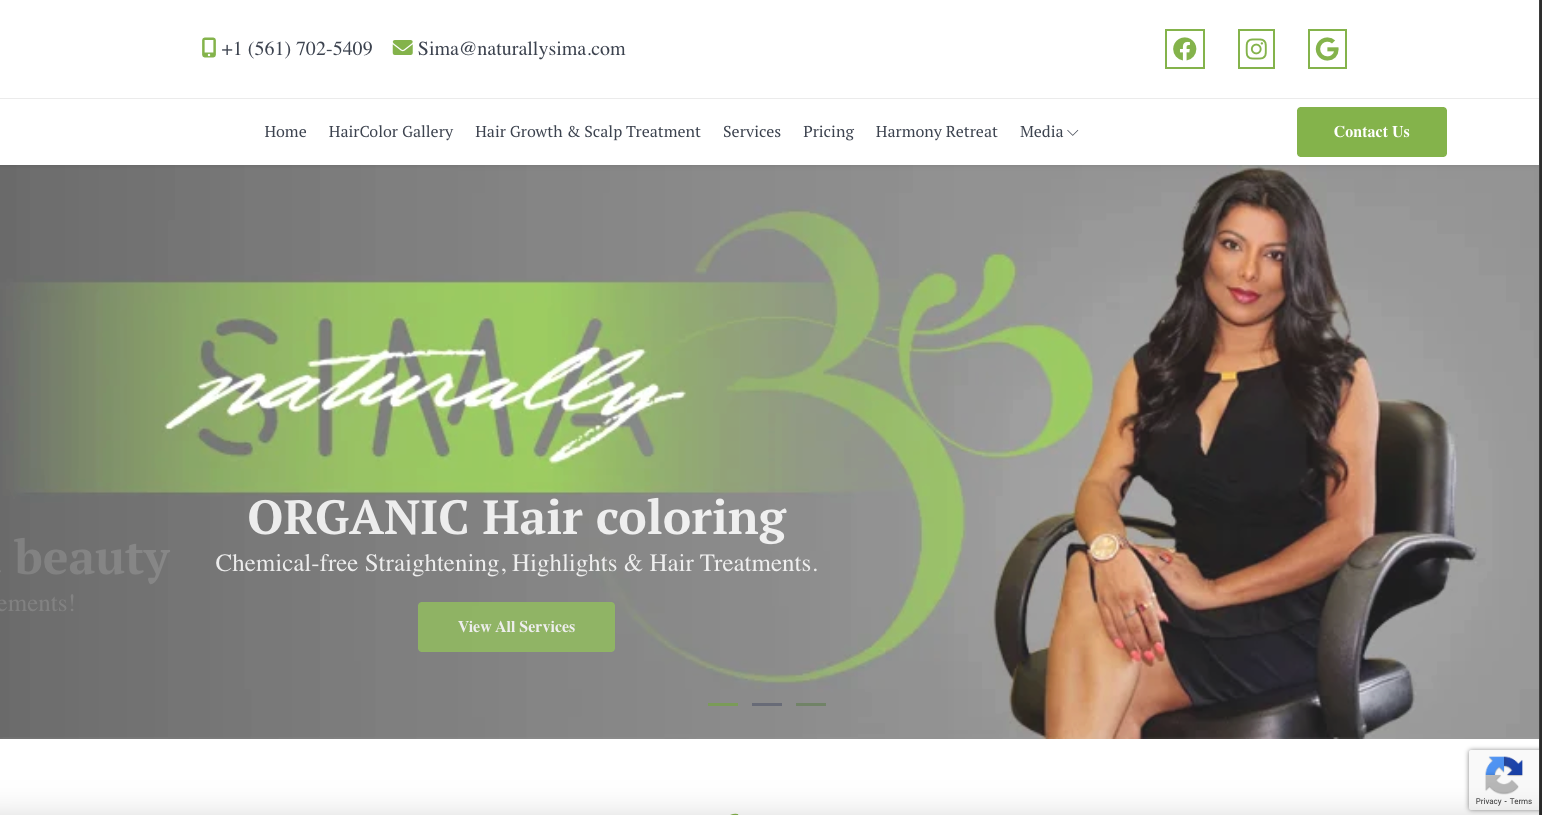 +1 (561) 702-5409 Sima@naturallysima.com
Home HairColor Gallery Hair Growth & Scalp Treatment Services Pricing Harmony Retreat Media Contact Us
SIMA
naturally
ORGANIC Hair coloring
beauty
Chemical-free Straightening, Highlights & Hair Treatments.
ements!
View All Services
Privacy - Terms